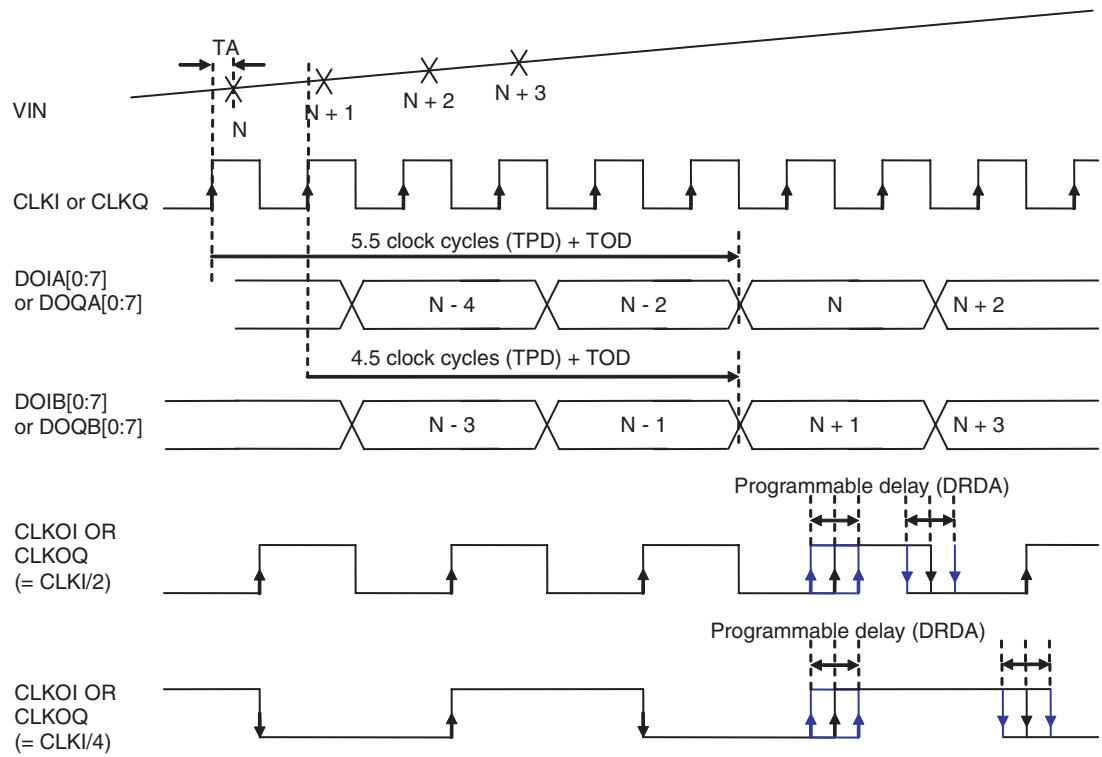 TA
VIN
N
N + 1
N + 2
N + 3
CLKI or CLKQ
5.5 clock cycles (TPD) + TOD
DOIA[0:7]
or DOQA[0:7]
N - 4
N - 2
N
N + 2
4.5 clock cycles (TPD) + TOD
DOIB[0:7]
or DOQB[0:7]
N - 3
N - 1
N + 1
N + 3
Programmable delay (DRDA)
CLKOI OR
CLKOQ
(= CLKI/2)
Programmable delay (DRDA)
CLKOI OR
CLKOQ
(= CLKI/4)